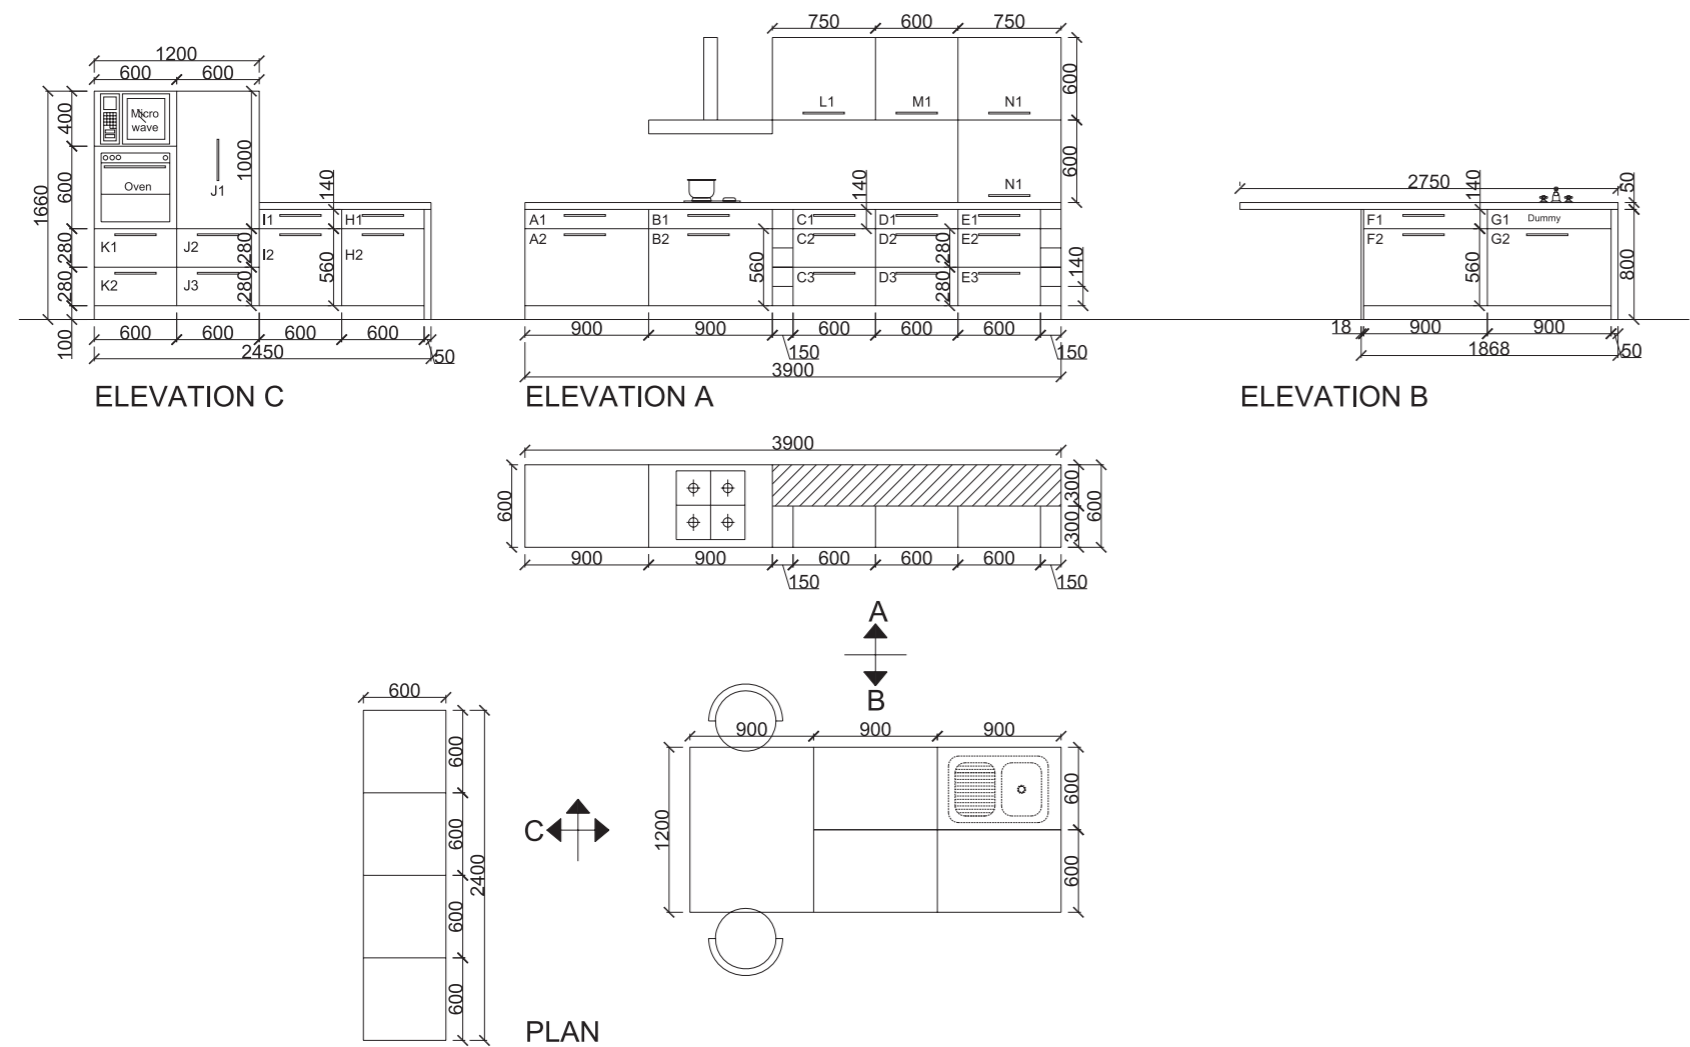 1200
600 600
1660
400
600
280
280
100
Micro
wave
Oven
1000
J1
140
I1 H1
K1 J2 280 I2 560 H2
K2 J3 280
600 600 600 600
2450 50
ELEVATION C
750 600 750
600
600
L1 M1 N1
N1
140
A1 B1 C1 D1 E1
A2 B2 C2 D2 E2
560 280
C3 D3 E3
280 140
900 900 600 600 600
150 150
3900
ELEVATION A
2750
140 50
F1 G1 Dummy
F2 G2
560 800
18 900 900
1868 50
ELEVATION B
3900
600
300
300
600
900 900 600 600 600
150 150
A
B
C
600
600
600
600
600
2400
900 900 900
1200
600
600
PLAN